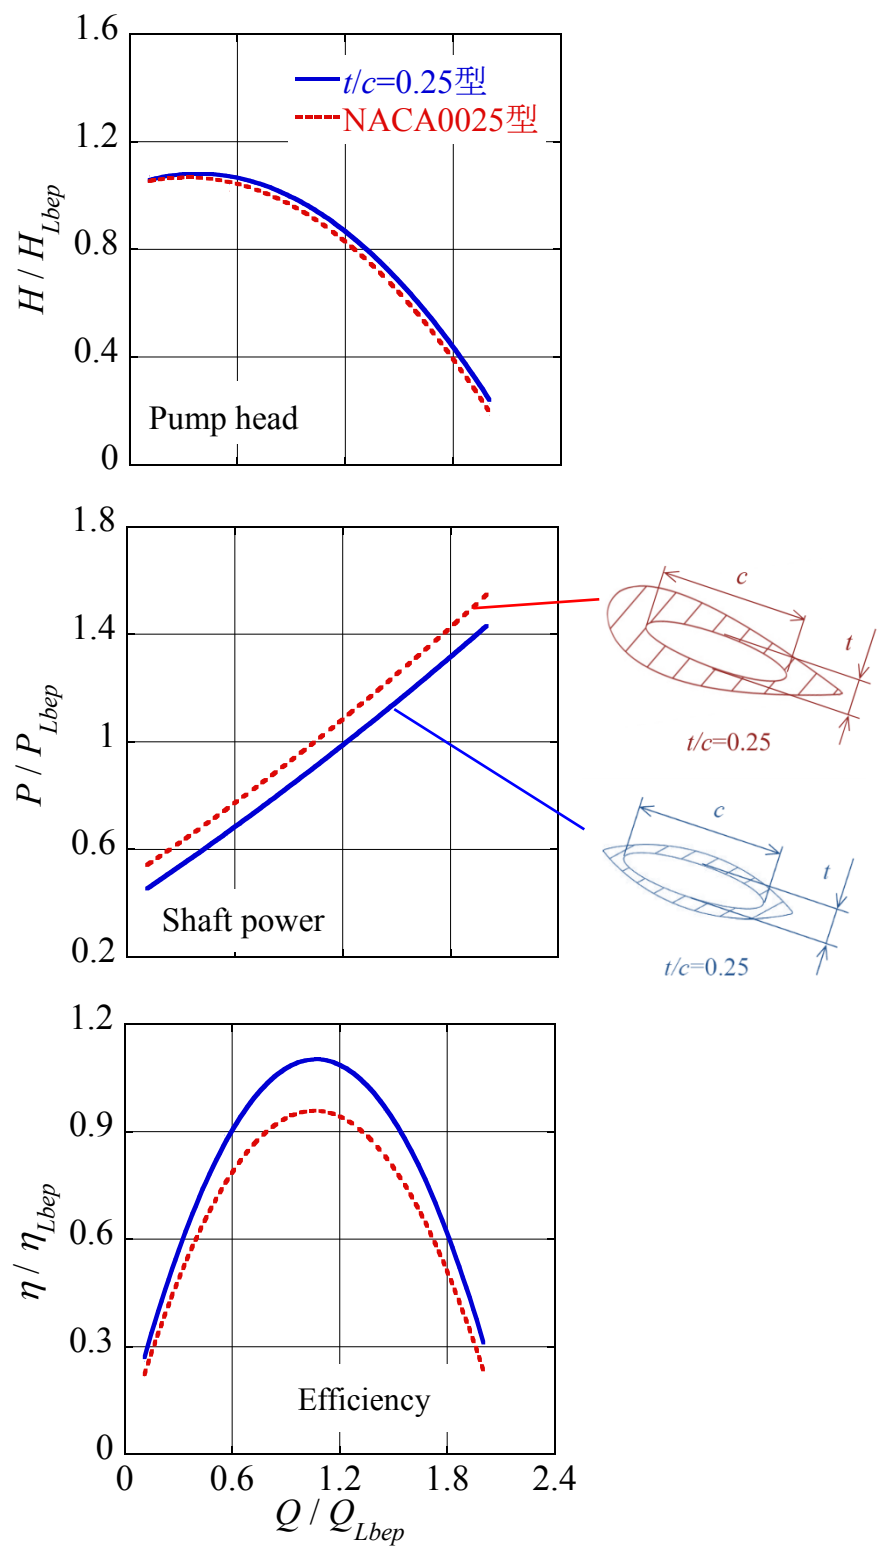 1.6
t/c=0.25型
NACA0025型
1.2
0.8
0.4
0
H / H_Lbep
Pump head
1.8
1.4
1
0.6
0.2
P / P_Lbep
Shaft power
c
t
t/c=0.25
c
t
t/c=0.25
1.2
0.9
0.6
0.3
0
η / η_Lbep
Efficiency
0 0.6 1.2 1.8 2.4
Q / Q_Lbep